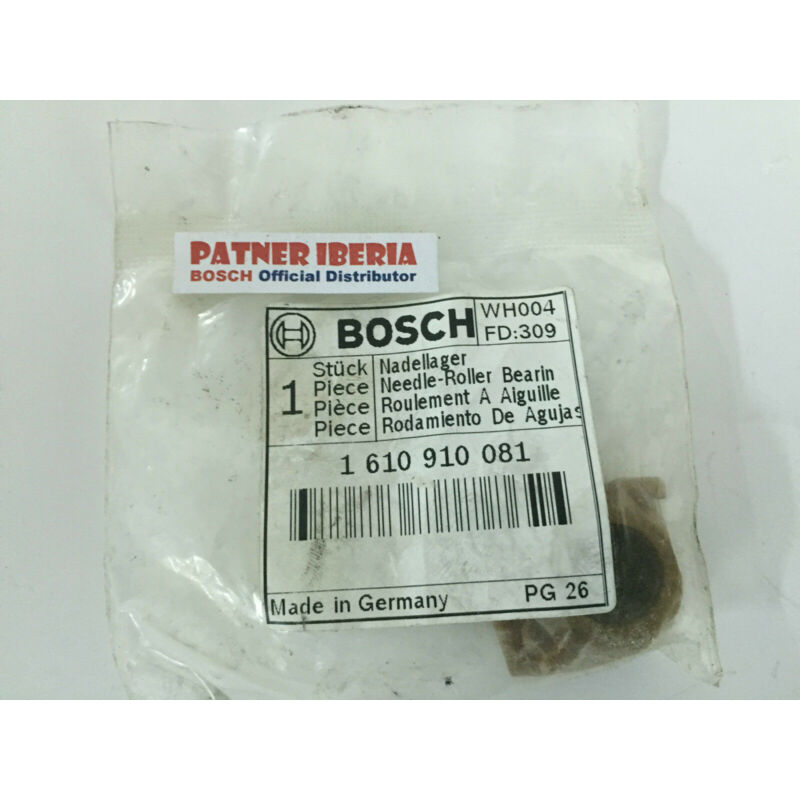 PATNER IBERIA
BOSCH Official Distributor
BOSCH
WH004
FD:309
1
Stück
Piece
Pièce
Piece
Nadellager
Needle-Roller Bearin
Roulement A Aiguille
Rodamiento De Agujas
1 610 910 081
Made in Germany
PG 26